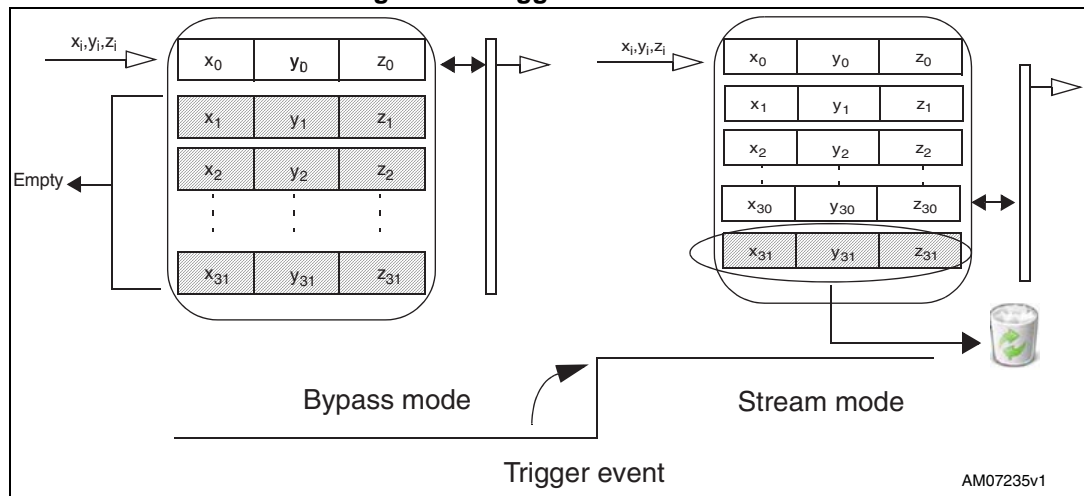 xᵢ,yᵢ,zᵢ
x₀ y₀ z₀
x₁ y₁ z₁
x₂ y₂ z₂
x₃₁ y₃₁ z₃₁
Empty
xᵢ,yᵢ,zᵢ
x₀ y₀ z₀
x₁ y₁ z₁
x₂ y₂ z₂
x₃₀ y₃₀ z₃₀
x₃₁ y₃₁ z₃₁
Bypass mode
Stream mode
Trigger event
AM07235v1